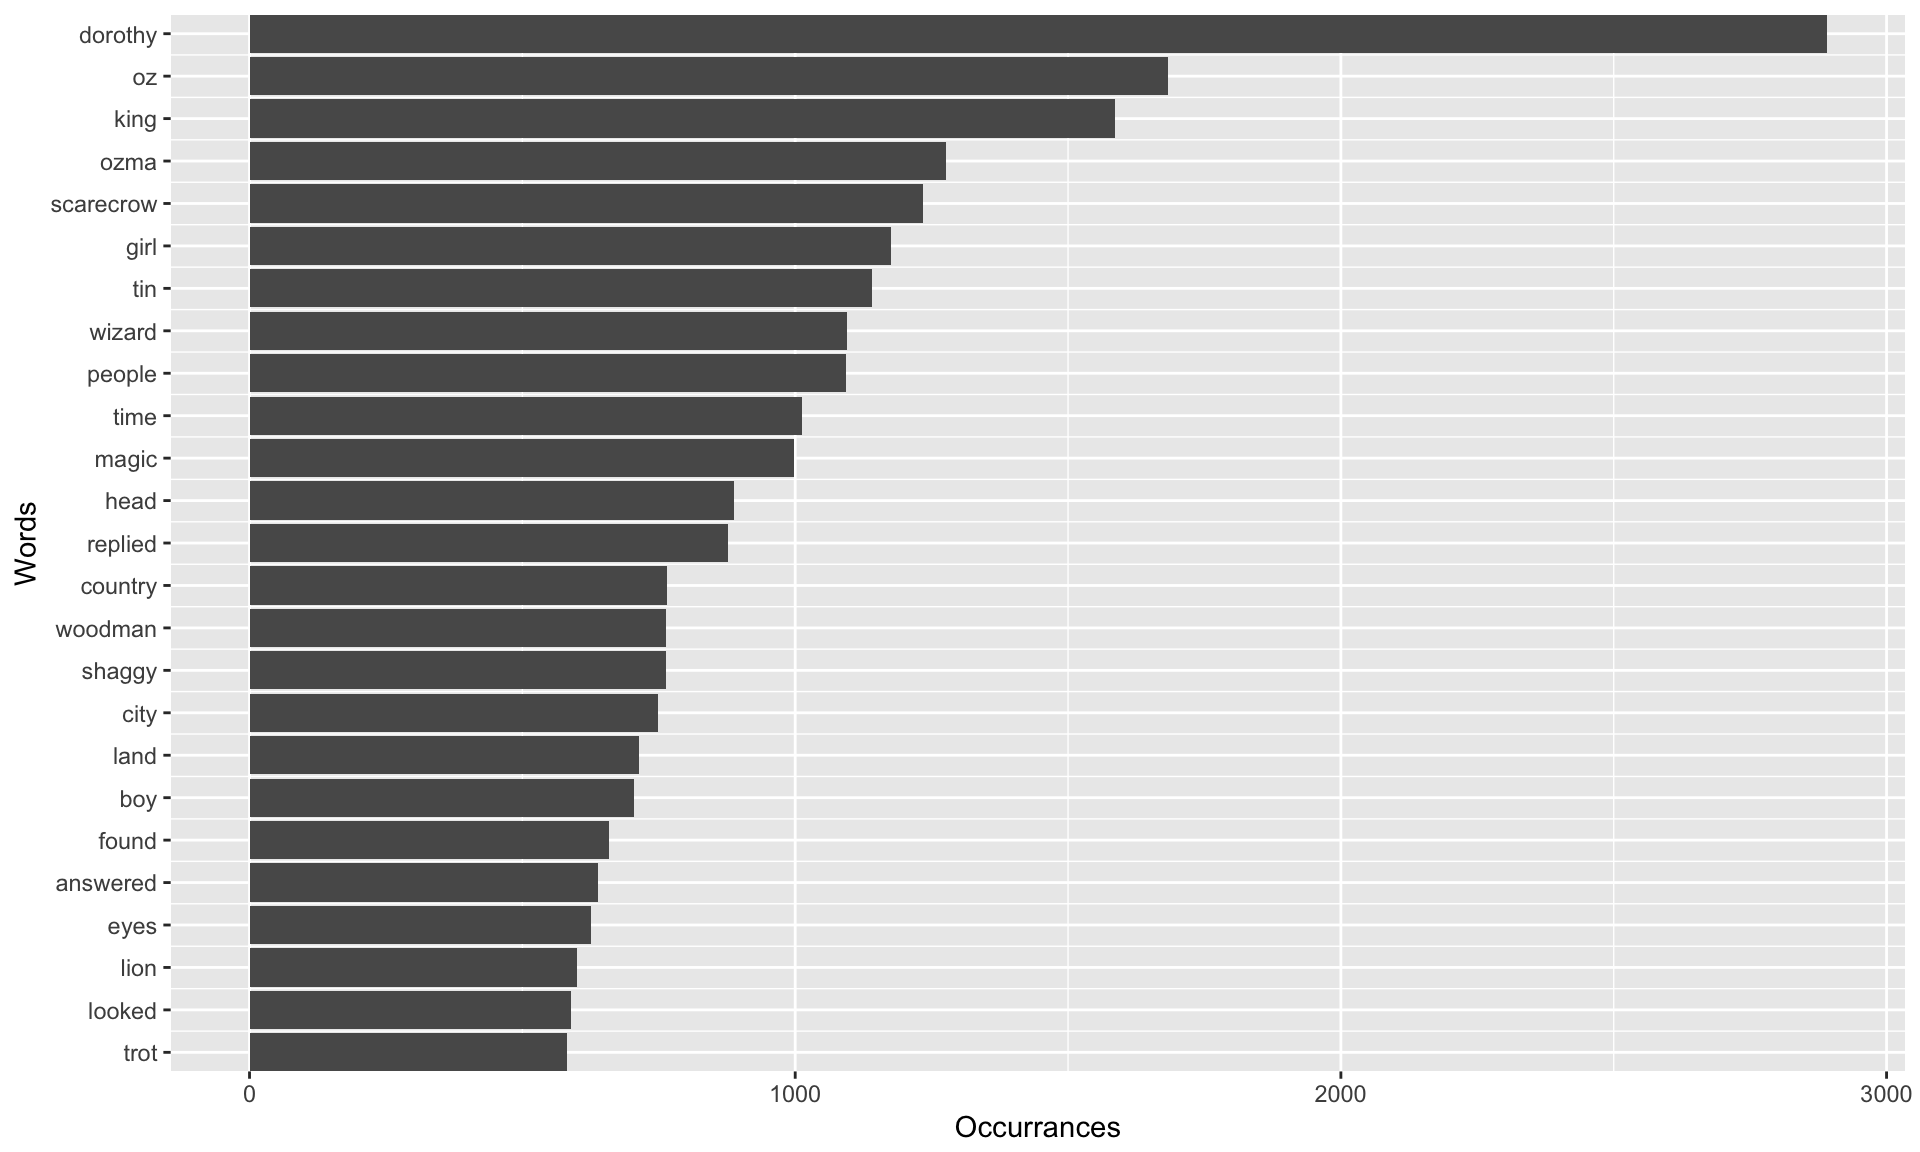 dorothy
oz
king
ozma
scarecrow
girl
tin
wizard
people
time
magic
head
replied
country
woodman
shaggy
city
land
boy
found
answered
eyes
lion
looked
trot
Words
0 1000 2000 3000
Occurrances